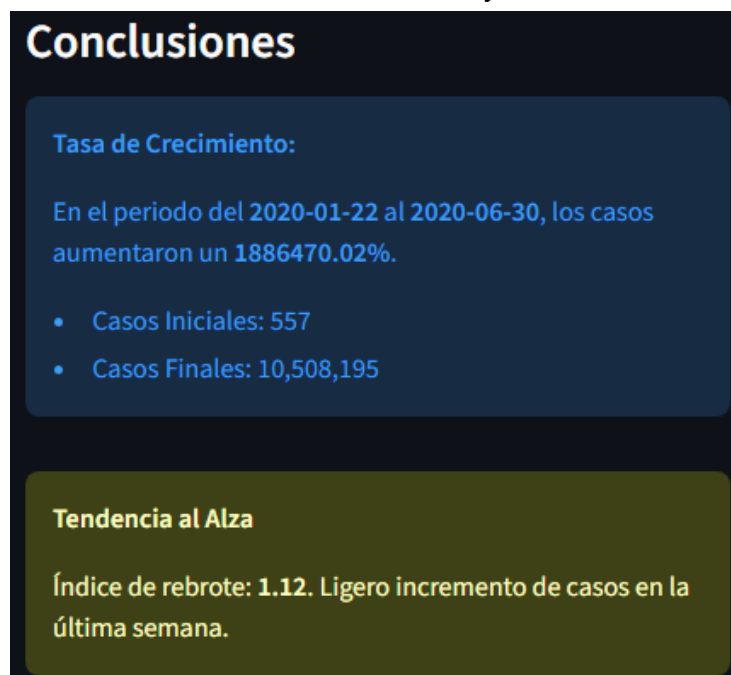 Conclusiones
Tasa de Crecimiento:
En el periodo del 2020-01-22 al 2020-06-30, los casos
aumentaron un 1886470.02%.
• Casos Iniciales: 557
• Casos Finales: 10,508,195
Tendencia al Alza
Índice de rebrote: 1.12. Ligero incremento de casos en la
última semana.